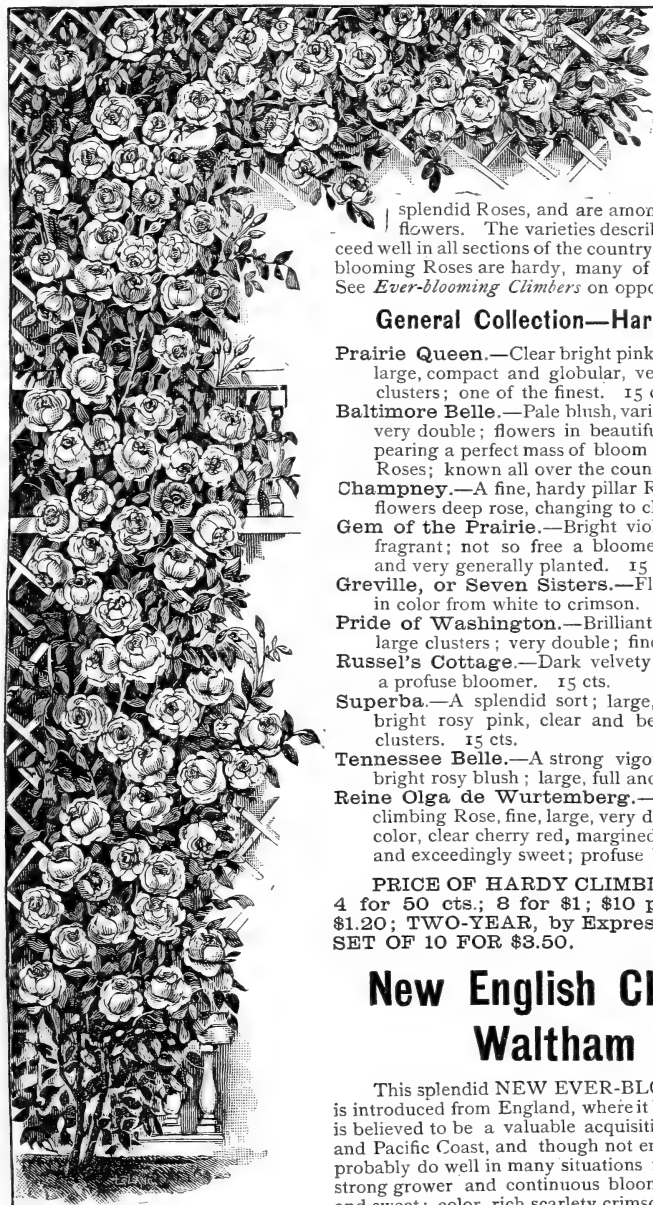 splendid Roses, and are amon
flowers. The varieties describ
ceed well in all sections of the country
blooming Roses are hardy, many of
See Ever-blooming Climbers on oppo
General Collection—Har
Prairie Queen.—Clear bright pink
large, compact and globular, ve
clusters; one of the finest. 15 c
Baltimore Belle.—Pale blush, vari
very double; flowers in beautifu
pearing a perfect mass of bloom
Roses; known all over the coun
Champney.—A fine, hardy pillar R
flowers deep rose, changing to c
Gem of the Prairie.—Bright viol
fragrant; not so free a bloome
and very generally planted. 15
Greville, or Seven Sisters.—Fl
in color from white to crimson.
Pride of Washington.—Brilliant
large clusters; very double; fine
Russel's Cottage.—Dark velvety
a profuse bloomer. 15 cts.
Superba.—A splendid sort; large,
bright rosy pink, clear and be
clusters. 15 cts.
Tennessee Belle.—A strong vigo
bright rosy blush; large, full and
Reine Olga de Wurtemberg.—
climbing Rose, fine, large, very d
color, clear cherry red, margined
and exceedingly sweet; profuse
PRICE OF HARDY CLIMBI
4 for 50 cts.; 8 for $1; $10 p
$1.20; TWO-YEAR, by Expres
SET OF 10 FOR $3.50.
New English Cl
Waltham
This splendid NEW EVER-BLO
is introduced from England, where it
is believed to be a valuable acquisiti
and Pacific Coast, and though not en
probably do well in many situations
strong grower and continuous bloom
and sweet; color, rich scarlety crimso